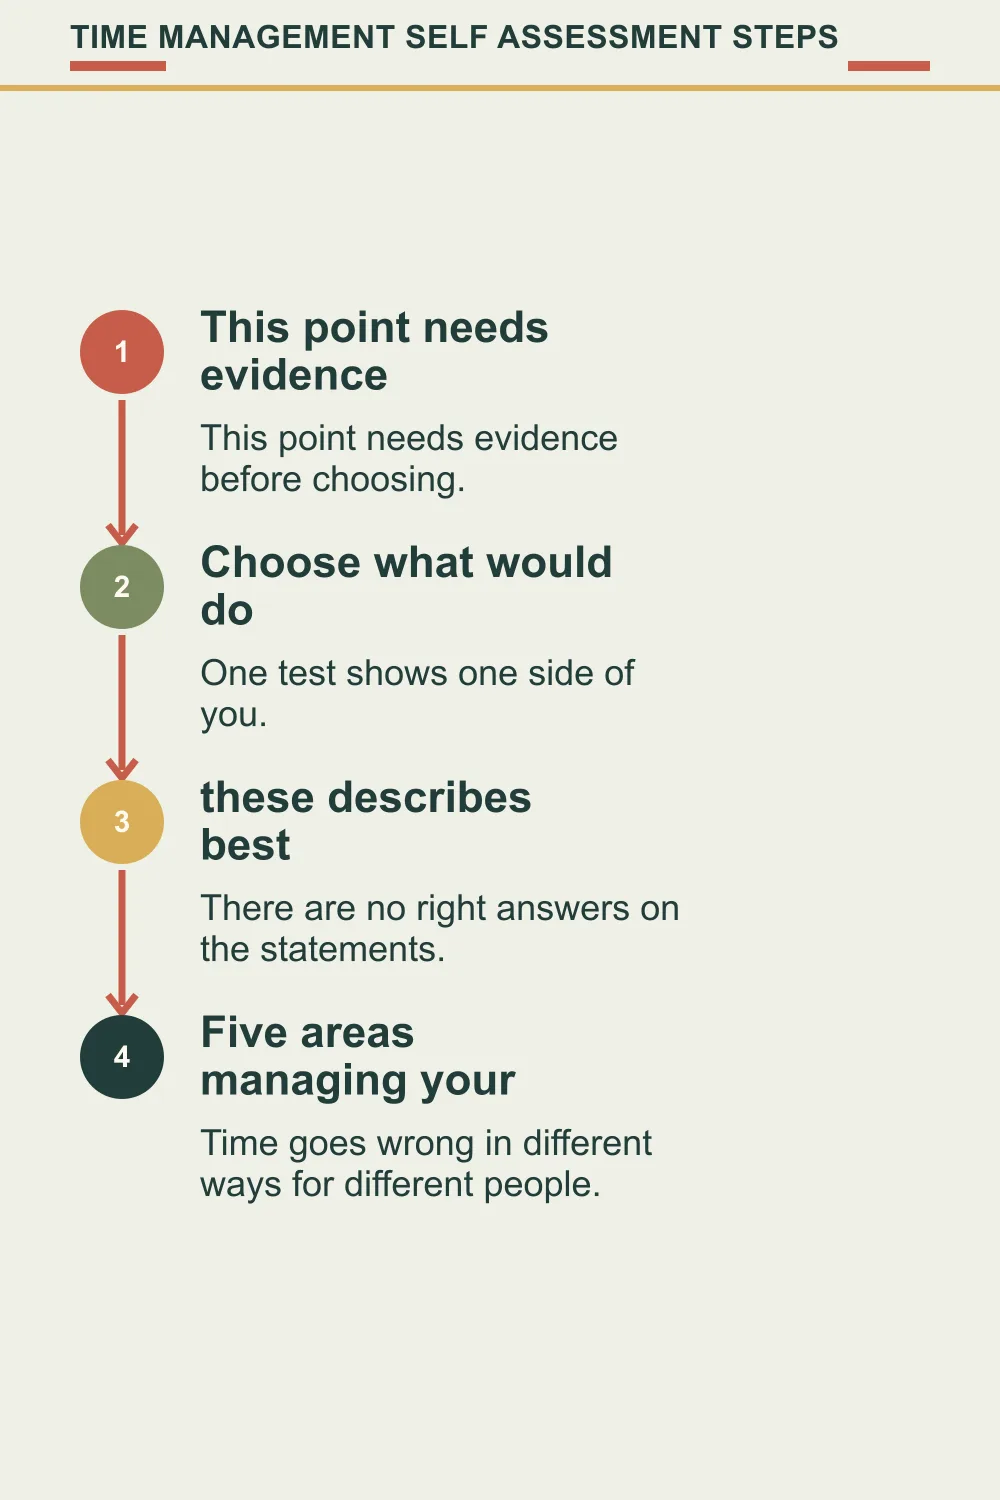 TIME MANAGEMENT SELF ASSESSMENT STEPS
1
This point needs
evidence
This point needs evidence
before choosing.
2
Choose what would
do
One test shows one side of
you.
3
these describes
best
There are no right answers on
the statements.
4
Five areas
managing your
Time goes wrong in different
ways for different people.